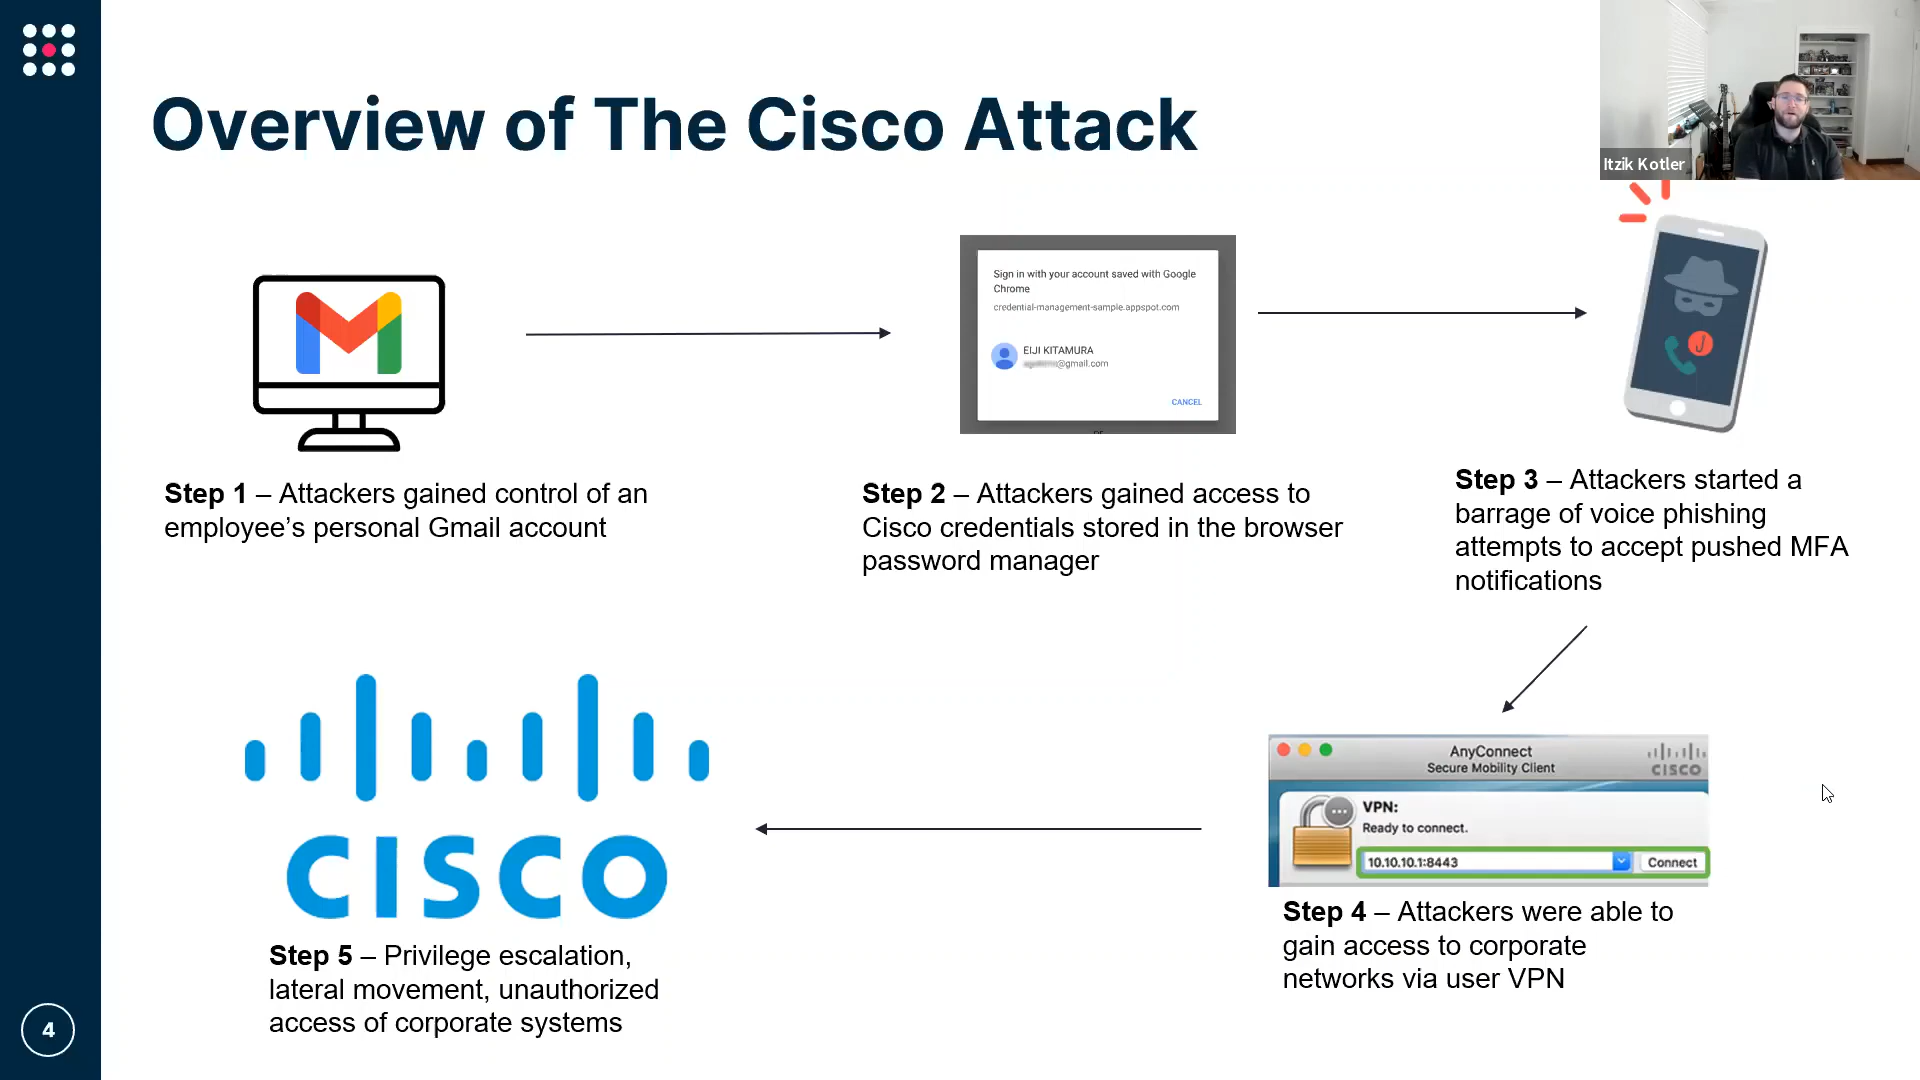 Overview of The Cisco Attack
Itzik Kotler
Sign in with your account saved with Google
Chrome
credential-management-sample.appspot.com
EIJI KITAMURA
@gmail.com
CANCEL
J
Step 1 – Attackers gained control of an
employee’s personal Gmail account
Step 2 – Attackers gained access to
Cisco credentials stored in the browser
password manager
Step 3 – Attackers started a
barrage of voice phishing
attempts to accept pushed MFA
notifications
AnyConnect
Secure Mobility Client
CISCO
VPN:
Ready to connect.
10.10.10.1:8443
Connect
Step 4 – Attackers were able to
gain access to corporate
networks via user VPN
CISCO
Step 5 – Privilege escalation,
lateral movement, unauthorized
access of corporate systems
4